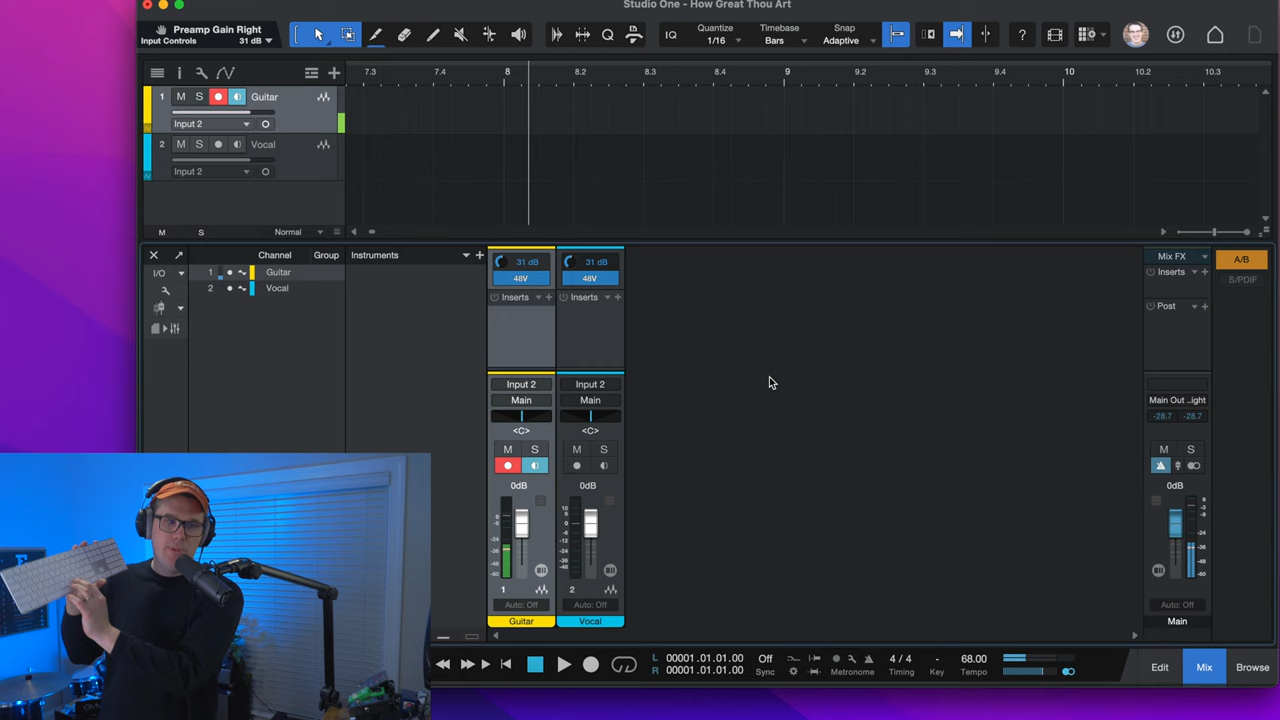 Studio One - How Great Thou Art
Preamp Gain Right
Input Controls 31 dB
IQ
Quantize
1/16
Timebase
Bars
Snap
Adaptive
?
7.3 7.4 8 8.2 8.3 8.4 9 9.2 9.3 9.4 10 10.2 10.3
1 M S Guitar
Input 2
2 M S Vocal
Input 2
M S Normal
Channel Group Instruments
I/O
1 Guitar
2 Vocal
31 dB 31 dB
48V 48V
Inserts Inserts
Mix FX
Inserts
Post
A/B
S/PDIF
Input 2 Input 2
Main Main
<C> <C>
Main Out ..ight
-28.7 -28.7
M S M S M S
0dB 0dB 0dB
1 2
Auto: Off Auto: Off Auto: Off
Guitar Vocal Main
L 00001.01.01.00
R 00001.01.01.00
Off
Sync
Metronome
4 / 4
Timing
-
Key
68.00
Tempo
Edit Mix Browse